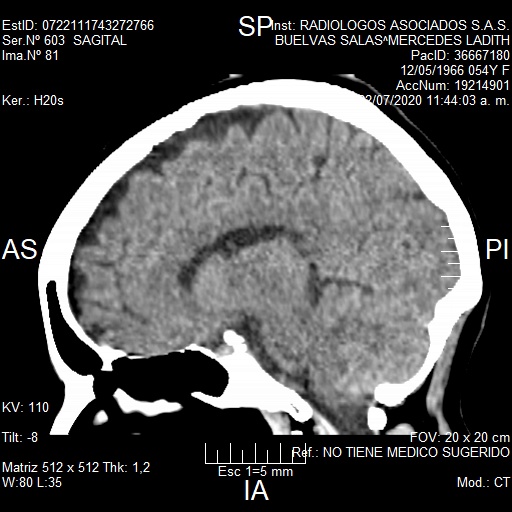 EstID: 0722111743272766
Ser.Nº 603 SAGITAL
Ima.Nº 81
Ker.: H20s
SP
Inst: RADIOLOGOS ASOCIADOS S.A.S.
BUELVAS SALAS^MERCEDES LADITH
PacID: 36667180
12/05/1966 054Y F
AccNum: 19214901
2/07/2020 11:44:03 a. m.
AS
PI
KV: 110
Tilt: -8
Matriz 512 x 512 Thk: 1,2
W:80 L:35
Esc 1=5 mm
IA
FOV: 20 x 20 cm
Ref.: NO TIENE MEDICO SUGERIDO
Mod.: CT